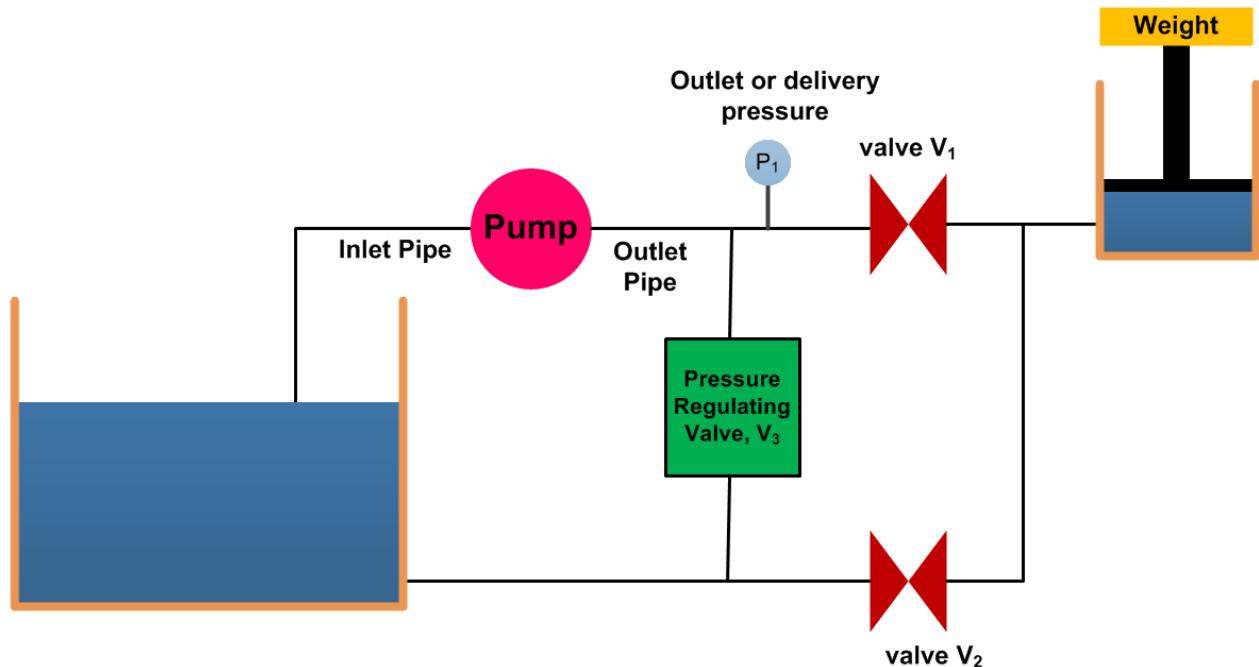 Weight
Outlet or delivery
pressure
P₁
valve V₁
Pump
Inlet Pipe
Outlet
Pipe
Pressure
Regulating
Valve, V₃
valve V₂